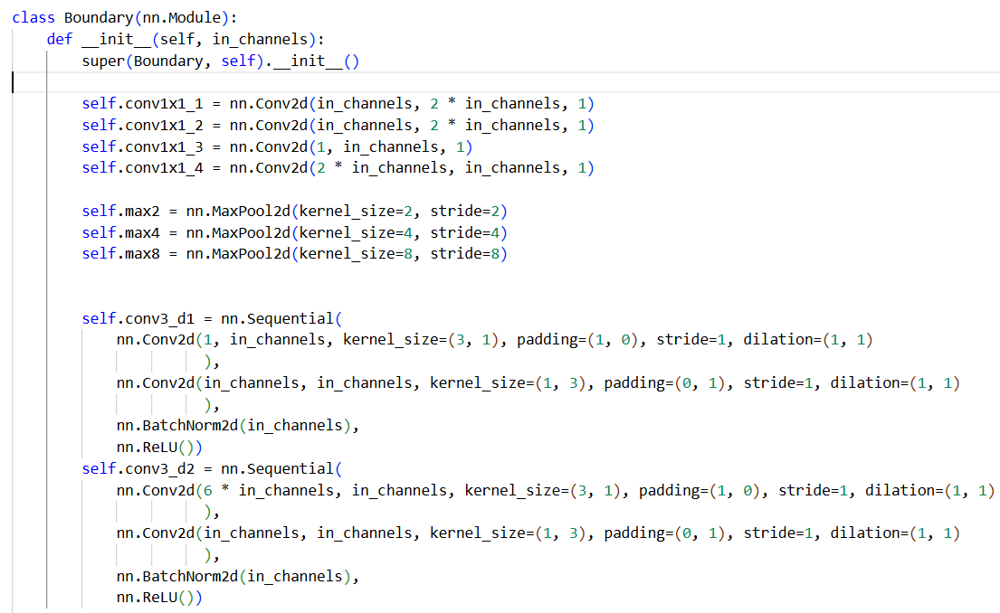 class Boundary(nn.Module):
    def __init__(self, in_channels):
        super(Boundary, self).__init__()
        self.conv1x1_1 = nn.Conv2d(in_channels, 2 * in_channels, 1)
        self.conv1x1_2 = nn.Conv2d(in_channels, 2 * in_channels, 1)
        self.conv1x1_3 = nn.Conv2d(1, in_channels, 1)
        self.conv1x1_4 = nn.Conv2d(2 * in_channels, in_channels, 1)
        self.max2 = nn.MaxPool2d(kernel_size=2, stride=2)
        self.max4 = nn.MaxPool2d(kernel_size=4, stride=4)
        self.max8 = nn.MaxPool2d(kernel_size=8, stride=8)
        self.conv3_d1 = nn.Sequential(
            nn.Conv2d(1, in_channels, kernel_size=(3, 1), padding=(1, 0), stride=1, dilation=(1, 1)
                      ),
            nn.Conv2d(in_channels, in_channels, kernel_size=(1, 3), padding=(0, 1), stride=1, dilation=(1, 1)
                      ),
            nn.BatchNorm2d(in_channels),
            nn.ReLU())
        self.conv3_d2 = nn.Sequential(
            nn.Conv2d(6 * in_channels, in_channels, kernel_size=(3, 1), padding=(1, 0), stride=1, dilation=(1, 1)
                      ),
            nn.Conv2d(in_channels, in_channels, kernel_size=(1, 3), padding=(0, 1), stride=1, dilation=(1, 1)
                      ),
            nn.BatchNorm2d(in_channels),
            nn.ReLU())